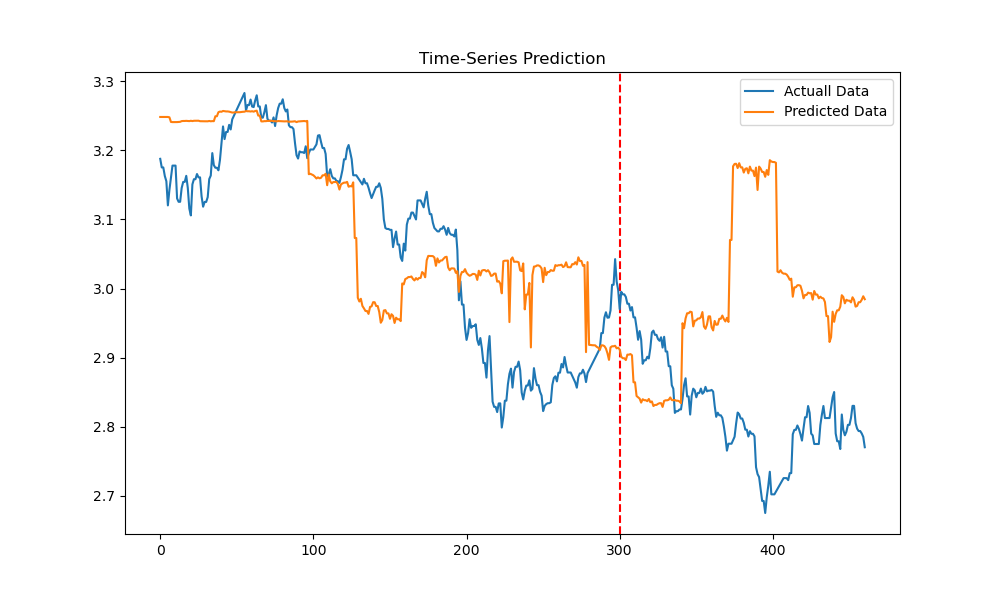 Time-Series Prediction
Actuall Data
Predicted Data
3.3
3.2
3.1
3.0
2.9
2.8
2.7
0 100 200 300 400